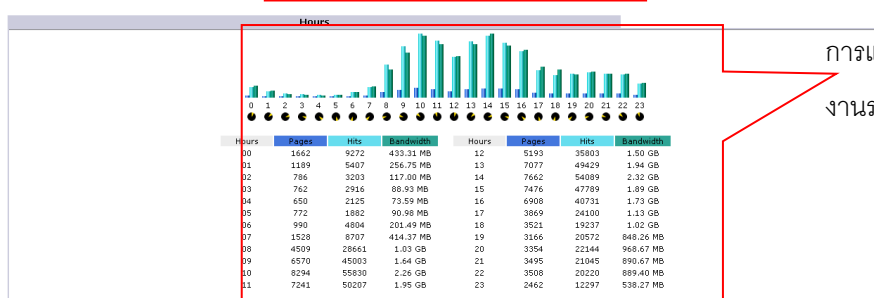 Hours
0 1 2 3 4 5 6 7 8 9 10 11 12 13 14 15 16 17 18 19 20 21 22 23
Hours Pages Hits Bandwidth Hours Pages Hits Bandwidth
00 1662 9272 433.31 MB 12 5193 35803 1.50 GB
01 1189 5407 256.75 MB 13 7077 49429 1.94 GB
02 786 3203 117.00 MB 14 7662 54089 2.32 GB
03 762 2916 88.93 MB 15 7476 47789 1.89 GB
04 650 2125 73.59 MB 16 6908 40731 1.73 GB
05 772 1882 90.98 MB 17 3869 24100 1.13 GB
06 990 4804 201.49 MB 18 3521 19237 1.02 GB
07 1528 8707 414.37 MB 19 3166 20572 848.26 MB
08 4509 28661 1.03 GB 20 3354 22144 968.67 MB
09 6570 45003 1.64 GB 21 3495 21045 890.67 MB
10 8294 55830 2.26 GB 22 3508 20220 889.40 MB
11 7241 50207 1.95 GB 23 2462 12297 538.27 MB